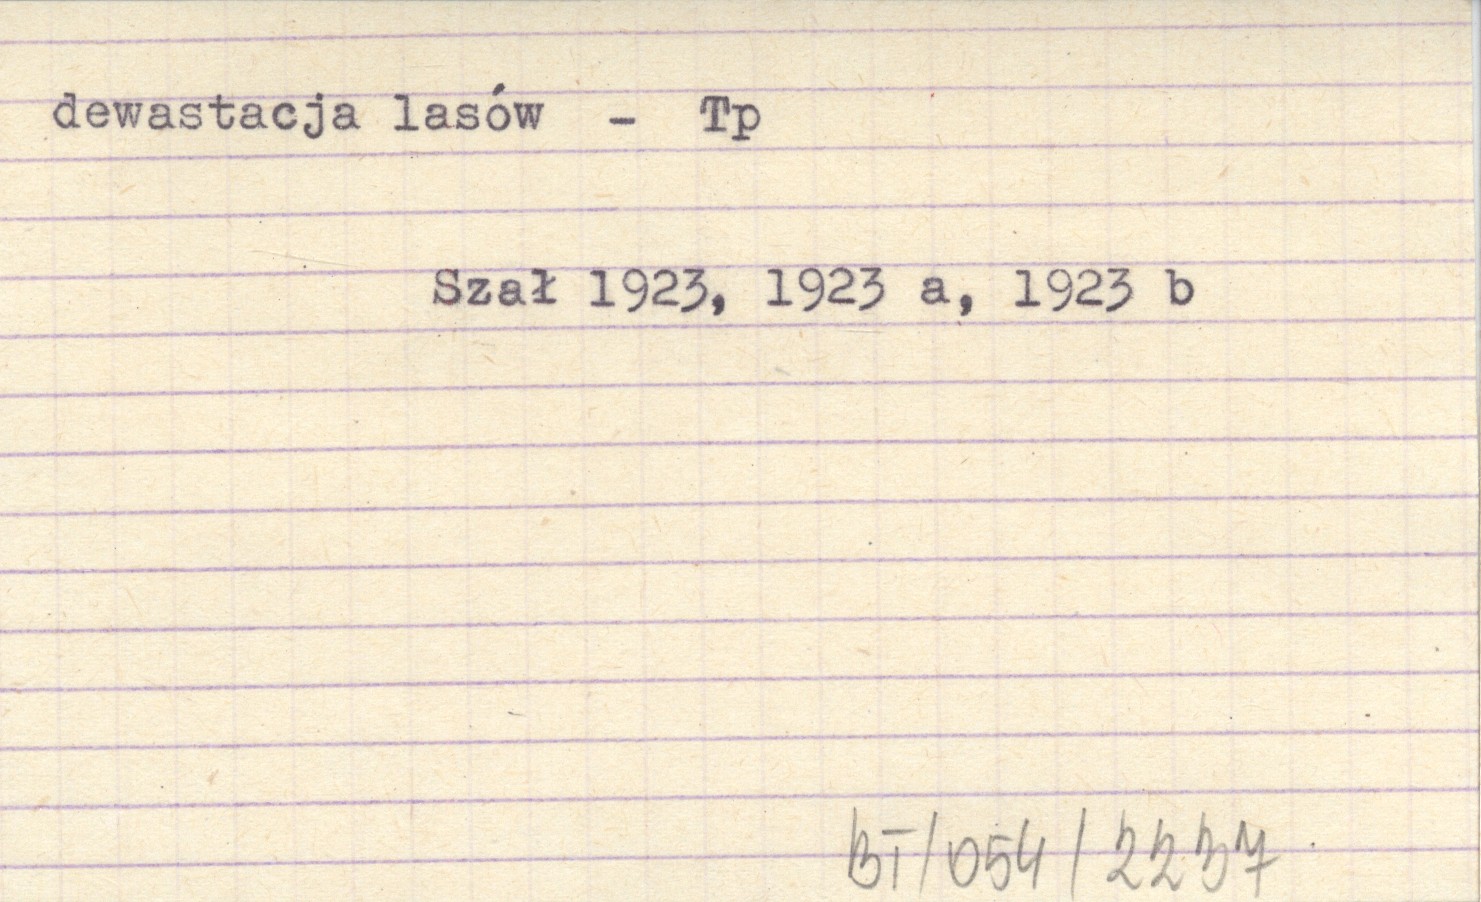 dewastacja lasów - Tp
Szał 1923, 1923 a, 1923 b
BT/054/2237